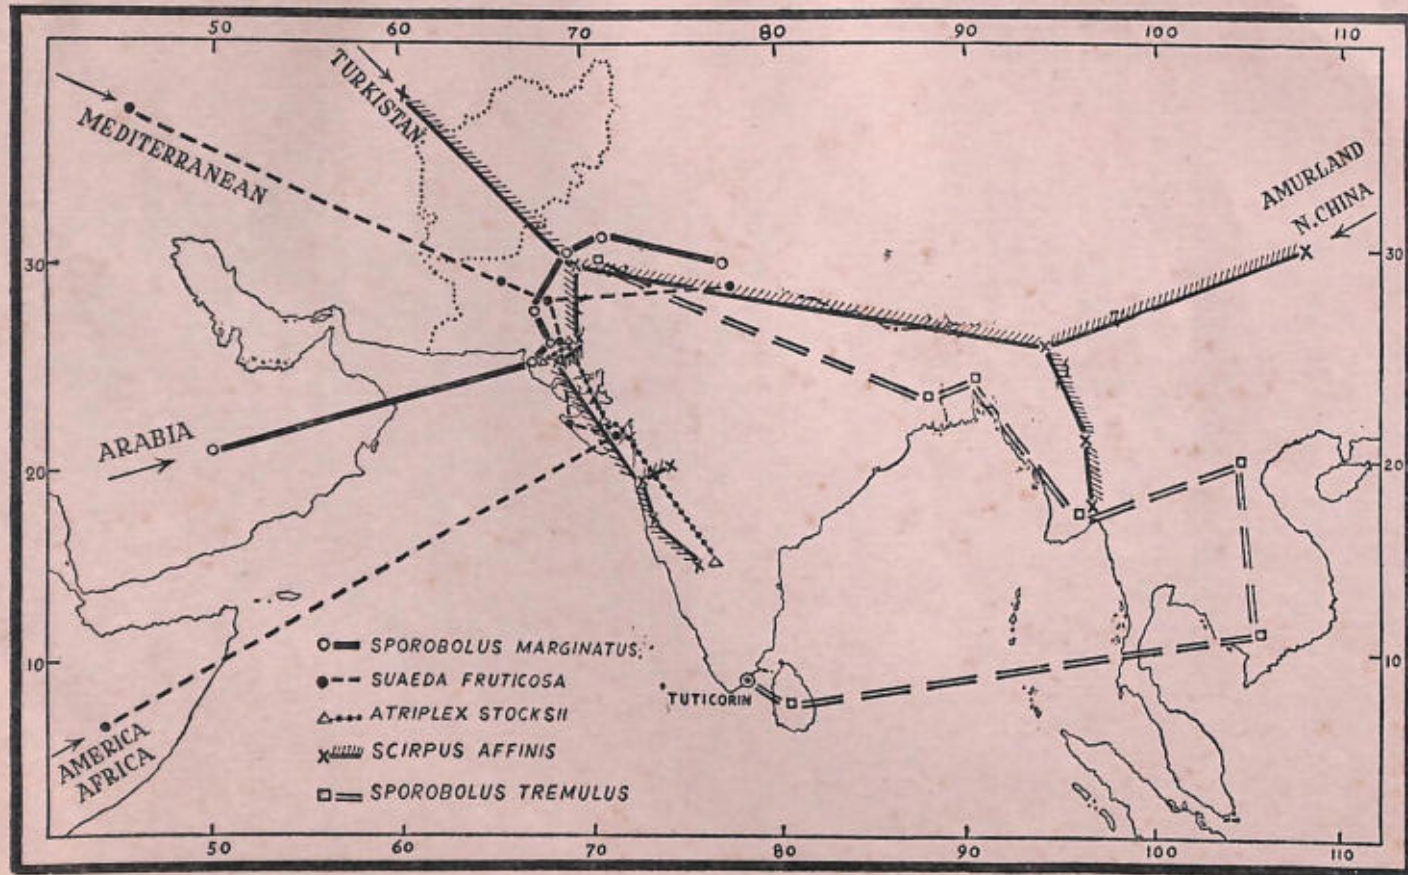 50 60 70 80 90 100 110
TURKISTAN
MEDITERRANEAN
AMURLAND
N. CHINA
30 30
ARABIA
20 20
10 10
SPOROBOLUS MARGINATUS
SUAEDA FRUTICOSA
ATRIPLEX STOCKSII
SCIRPUS AFFINIS
SPOROBOLUS TREMULUS
TUTICORIN
AMERICA
AFRICA
50 60 70 80 90 100 110